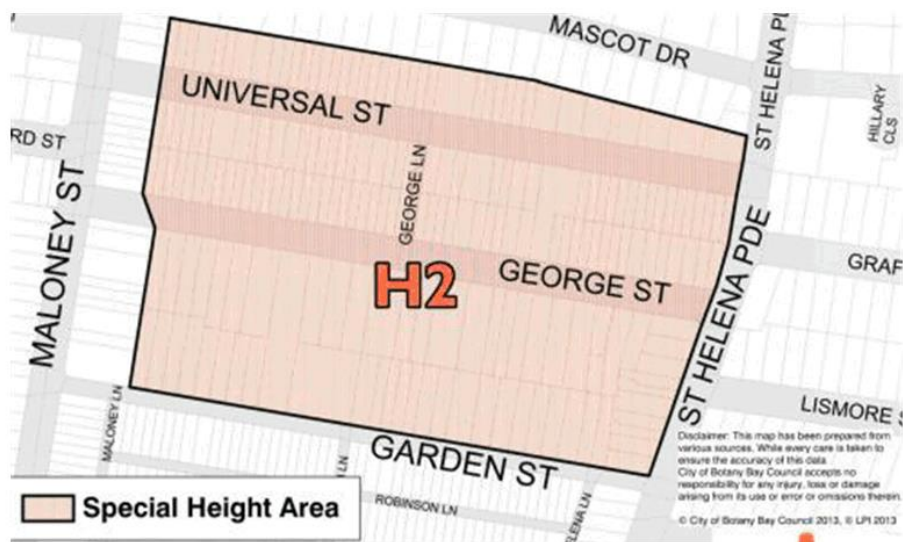 MASCOT DR
ST HELENA PL
HILLARY
CLS
UNIVERSAL ST
RD ST
MALONEY ST
GEORGE LN
H2
GEORGE ST
ST HELENA PDE
GRAF
LISMORE S
MALONEY LN
GARDEN ST
LN
ROBINSON LN
ELENA LN
Special Height Area
Disclaimer: This map has been prepared from
various sources. While every care is taken to
ensure the accuracy of this data
City of Botany Bay Council accepts no
responsibility for any injury, loss or damage
arising from its use or error or omissions therein.
© City of Botany Bay Council 2013, © LPI 2013